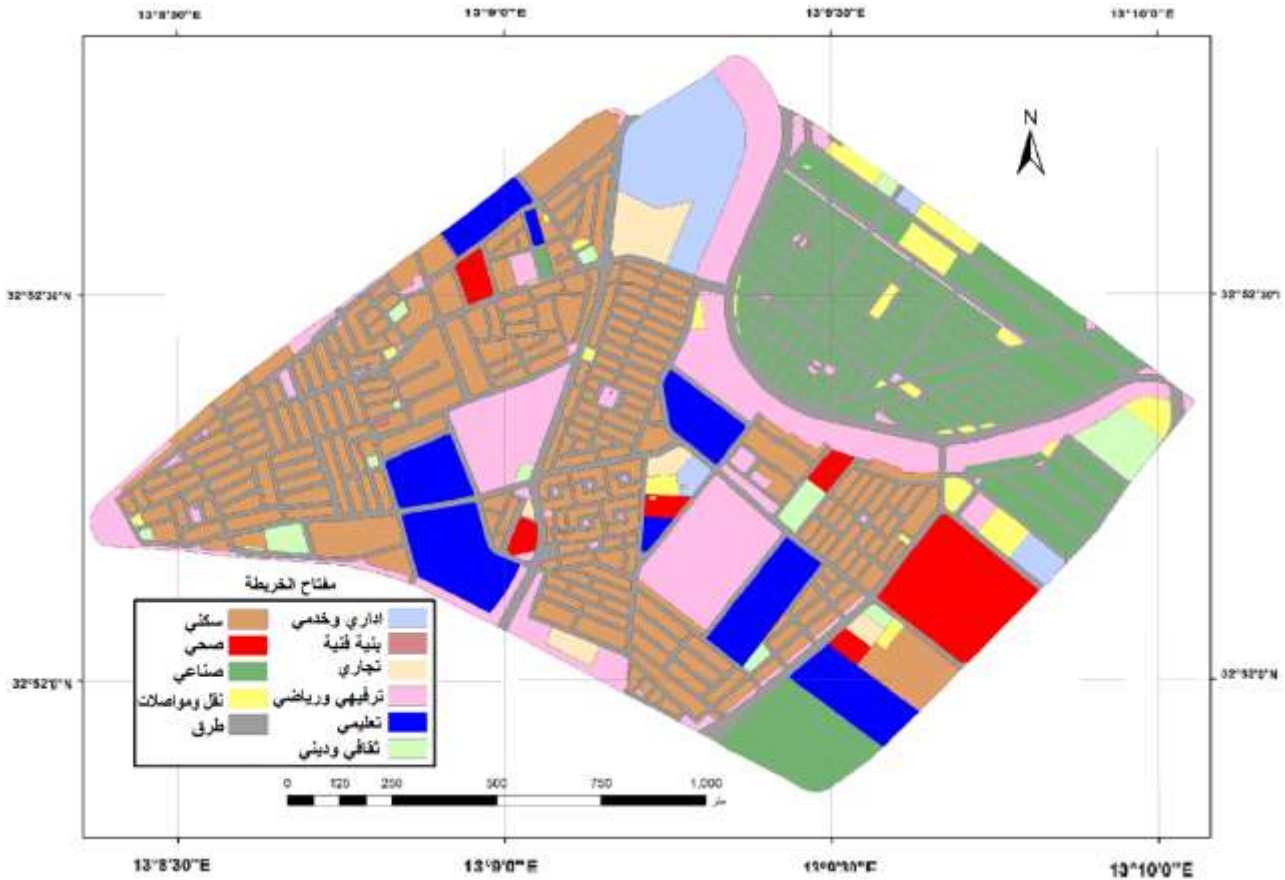 13°8'30"E 13°9'0"E 13°9'30"E 13°10'0"E
N
32°52'30"N 32°52'30"
مفتاح الخريطة
سكني اداري وخدمي
صحي بنية فنية
صناعي تجاري
نقل ومواصلات ترفيهي ورياضي
طرق تعليمي
ثقافي وديني
32°52'0"N 32°52'0"N
0 125 250 500 750 1,000
متر
13°8'30"E 13°9'0"E 13°9'30"E 13°10'0"E